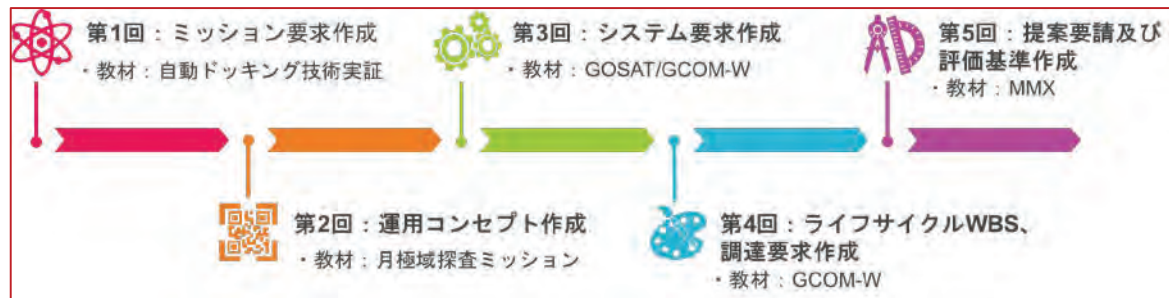 第1回：ミッション要求作成
・教材：自動ドッキング技術実証
第2回：運用コンセプト作成
・教材：月極域探査ミッション
第3回：システム要求作成
・教材：GOSAT/GCOM-W
第4回：ライフサイクルWBS、
調達要求作成
・教材：GCOM-W
第5回：提案要請及び
評価基準作成
・教材：MMX